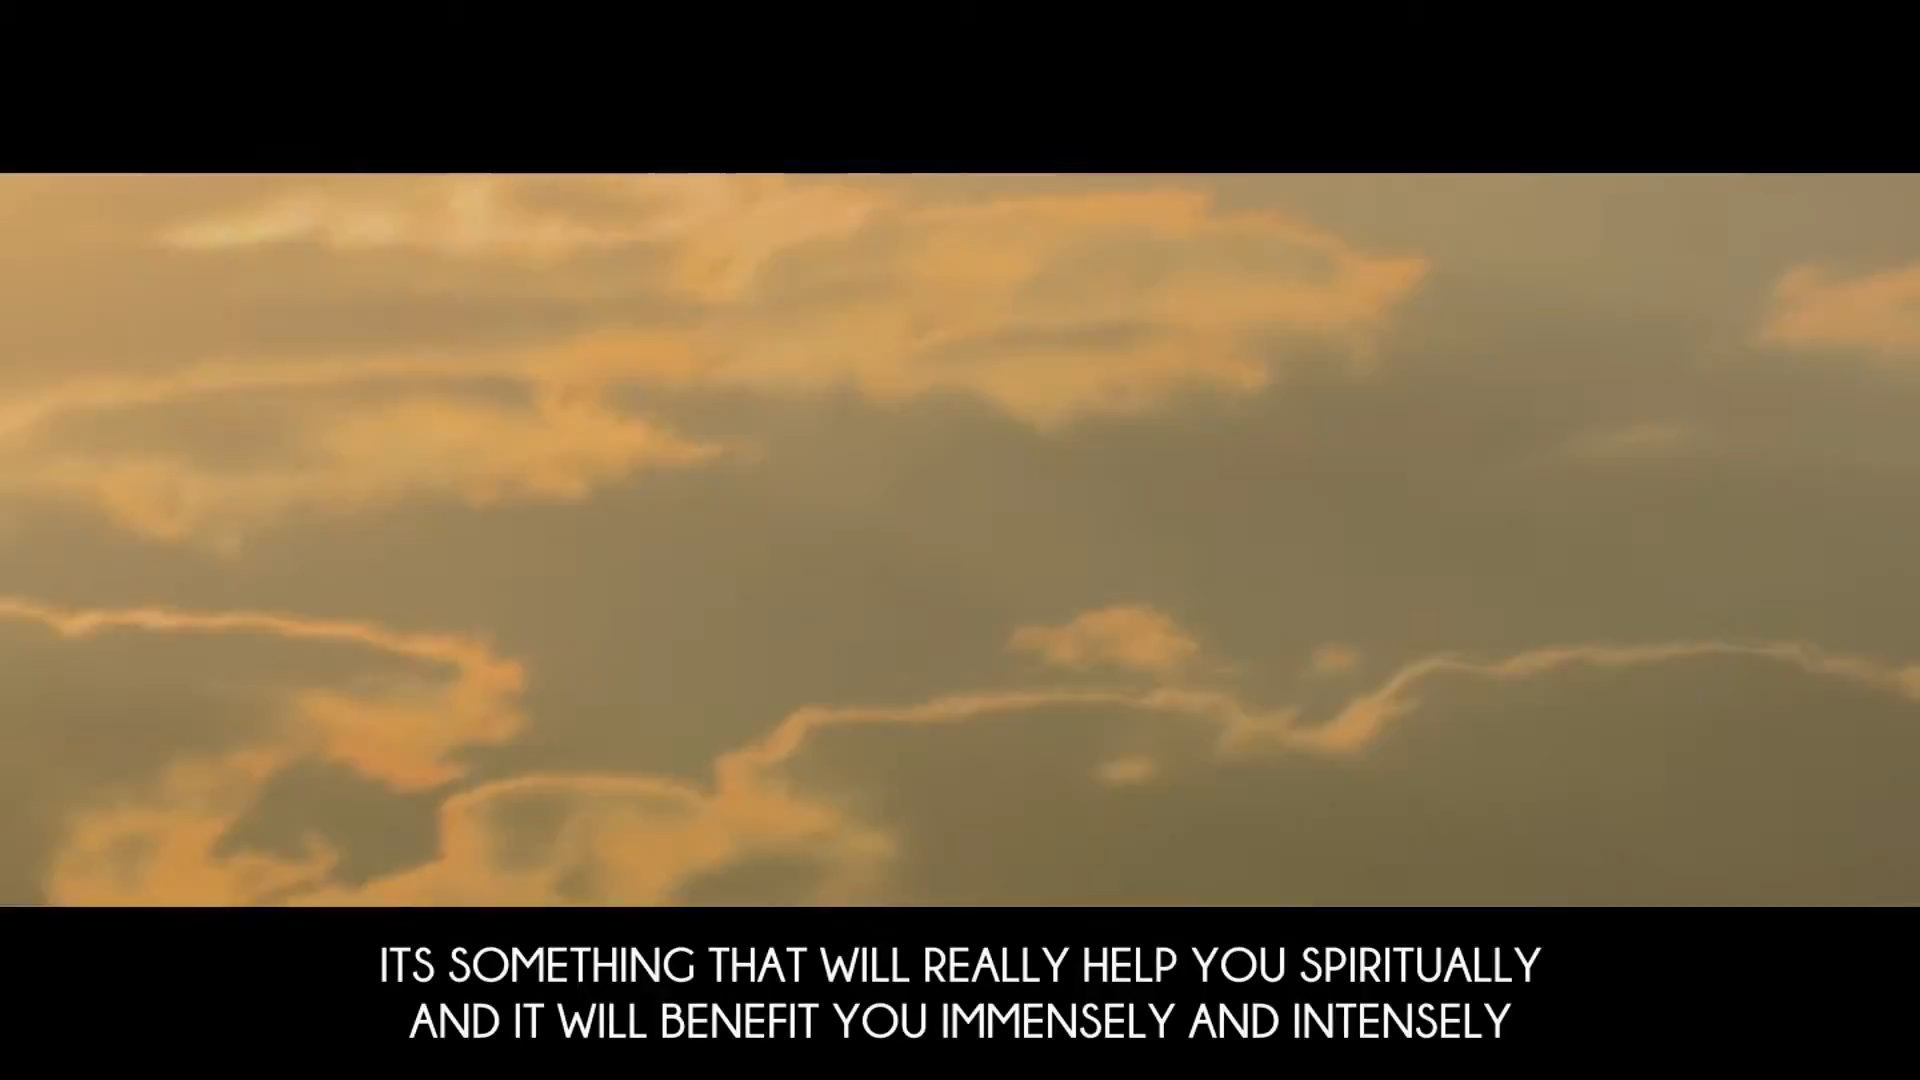 ITS SOMETHING THAT WILL REALLY HELP YOU SPIRITUALLY
AND IT WILL BENEFIT YOU IMMENSELY AND INTENSELY